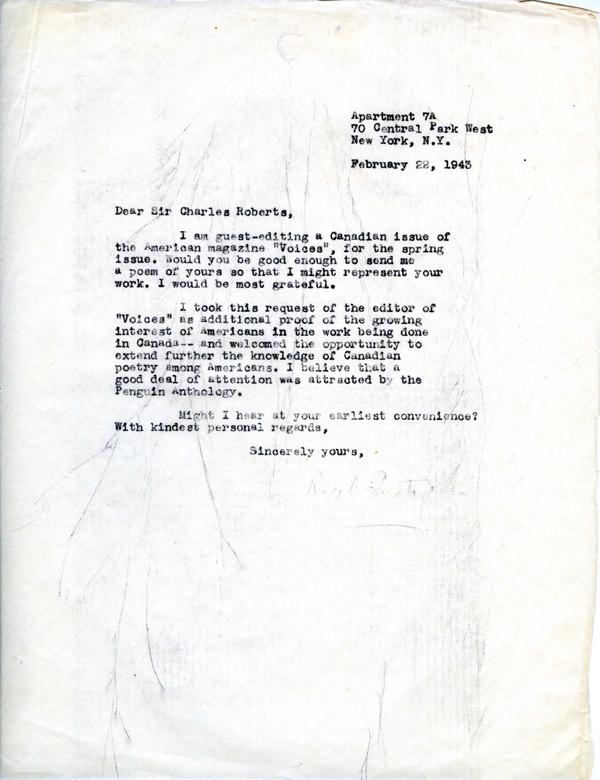 Apartment 7A
70 Central Park West
New York, N.Y.
February 22, 1943
Dear Sir Charles Roberts,
I am guest-editing a Canadian issue of
the American magazine "Voices", for the spring
issue. Would you be good enough to send me
a poem of yours so that I might represent your
work. I would be most grateful.
I took this request of the editor of
"Voices" as additional proof of the growing
interest of Americans in the work being done
in Canada-- and welcomed the opportunity to
extend further the knowledge of Canadian
poetry among Americans. I believe that a
good deal of attention was attracted by the
Penguin Anthology.
Might I hear at your earliest convenience?
With kindest personal regards,
Sincerely yours,